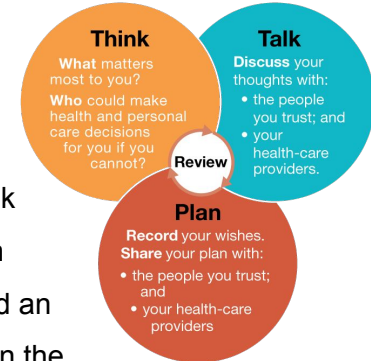 Think
What matters
most to you?
Who could make
health and personal
care decisions
for you if you
cannot?
Talk
Discuss your
thoughts with:
• the people
you trust; and
• your
health-care
providers.
Review
Plan
Record your wishes.
Share your plan with:
• the people you trust;
and
• your health-care
providers
d an
n the